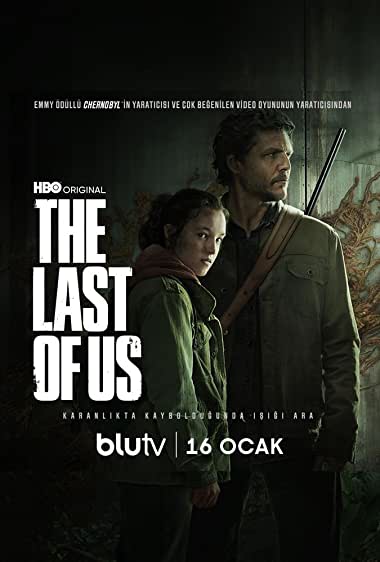 EMMY ÖDÜLLÜ CHERNOBYL'İN YARATICISI VE ÇOK BEĞENİLEN VİDEO OYUNUNUN YARATICISINDAN
HBO ORIGINAL
THE
LAST
OF US
KARANLIKTA KAYBOLDUĞUNDA IŞIĞI ARA
blutv | 16 OCAK